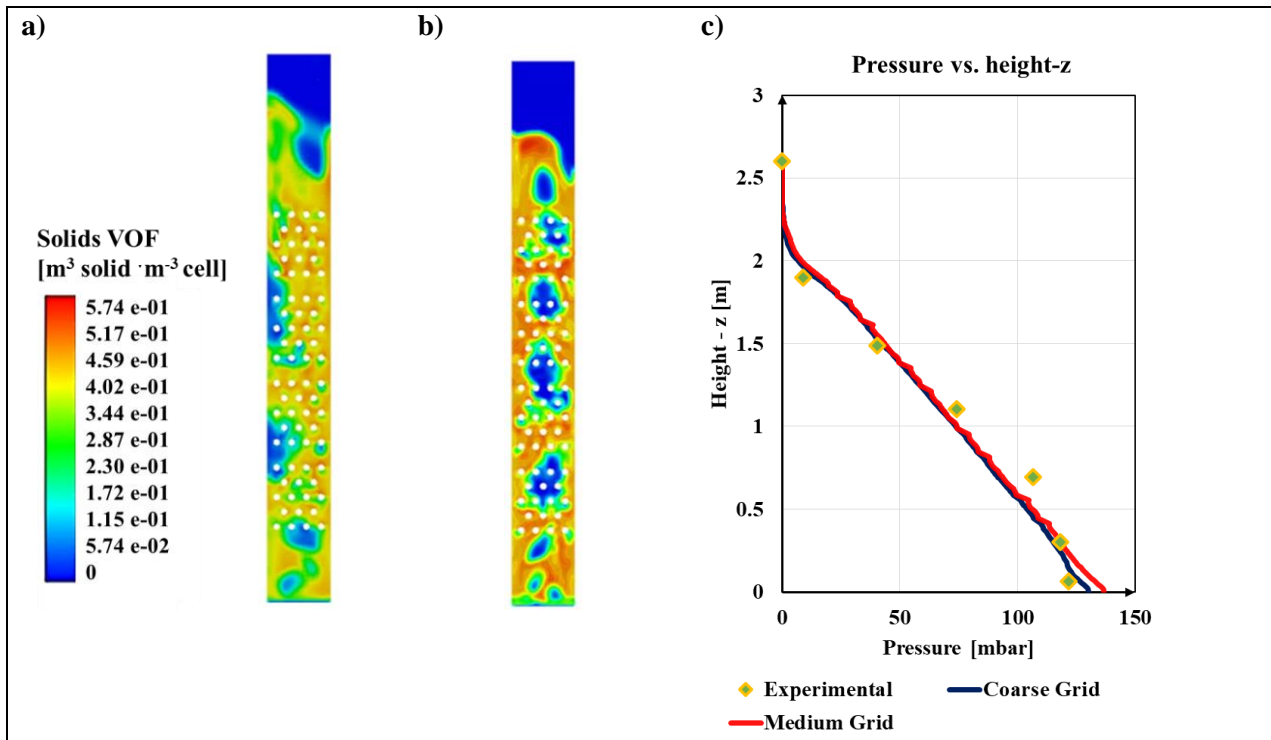 a)
b)
c)
Solids VOF
[m³ solid ·m⁻³ cell]
5.74 e-01
5.17 e-01
4.59 e-01
4.02 e-01
3.44 e-01
2.87 e-01
2.30 e-01
1.72 e-01
1.15 e-01
5.74 e-02
0
Pressure vs. height-z
Height - z [m]
3
2.5
2
1.5
1
0.5
0
0 50 100 150
Pressure [mbar]
Experimental Coarse Grid
Medium Grid